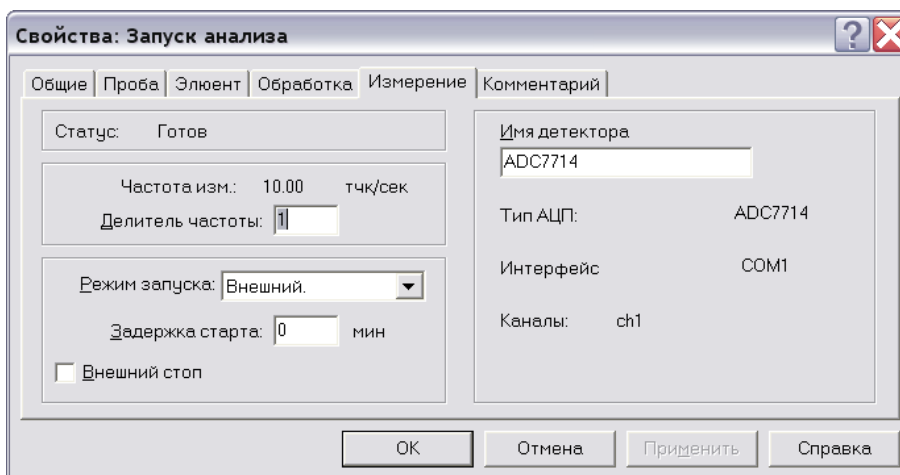 Свойства: Запуск анализа
Общие Проба Элюент Обработка Измерение Комментарий
Статус: Готов
Частота изм.: 10.00 тчк/сек
Делитель частоты: 1
Режим запуска: Внешний.
Задержка старта: 0 мин
Внешний стоп
Имя детектора
ADC7714
Тип АЦП: ADC7714
Интерфейс COM1
Каналы: ch1
OK Отмена Применить Справка